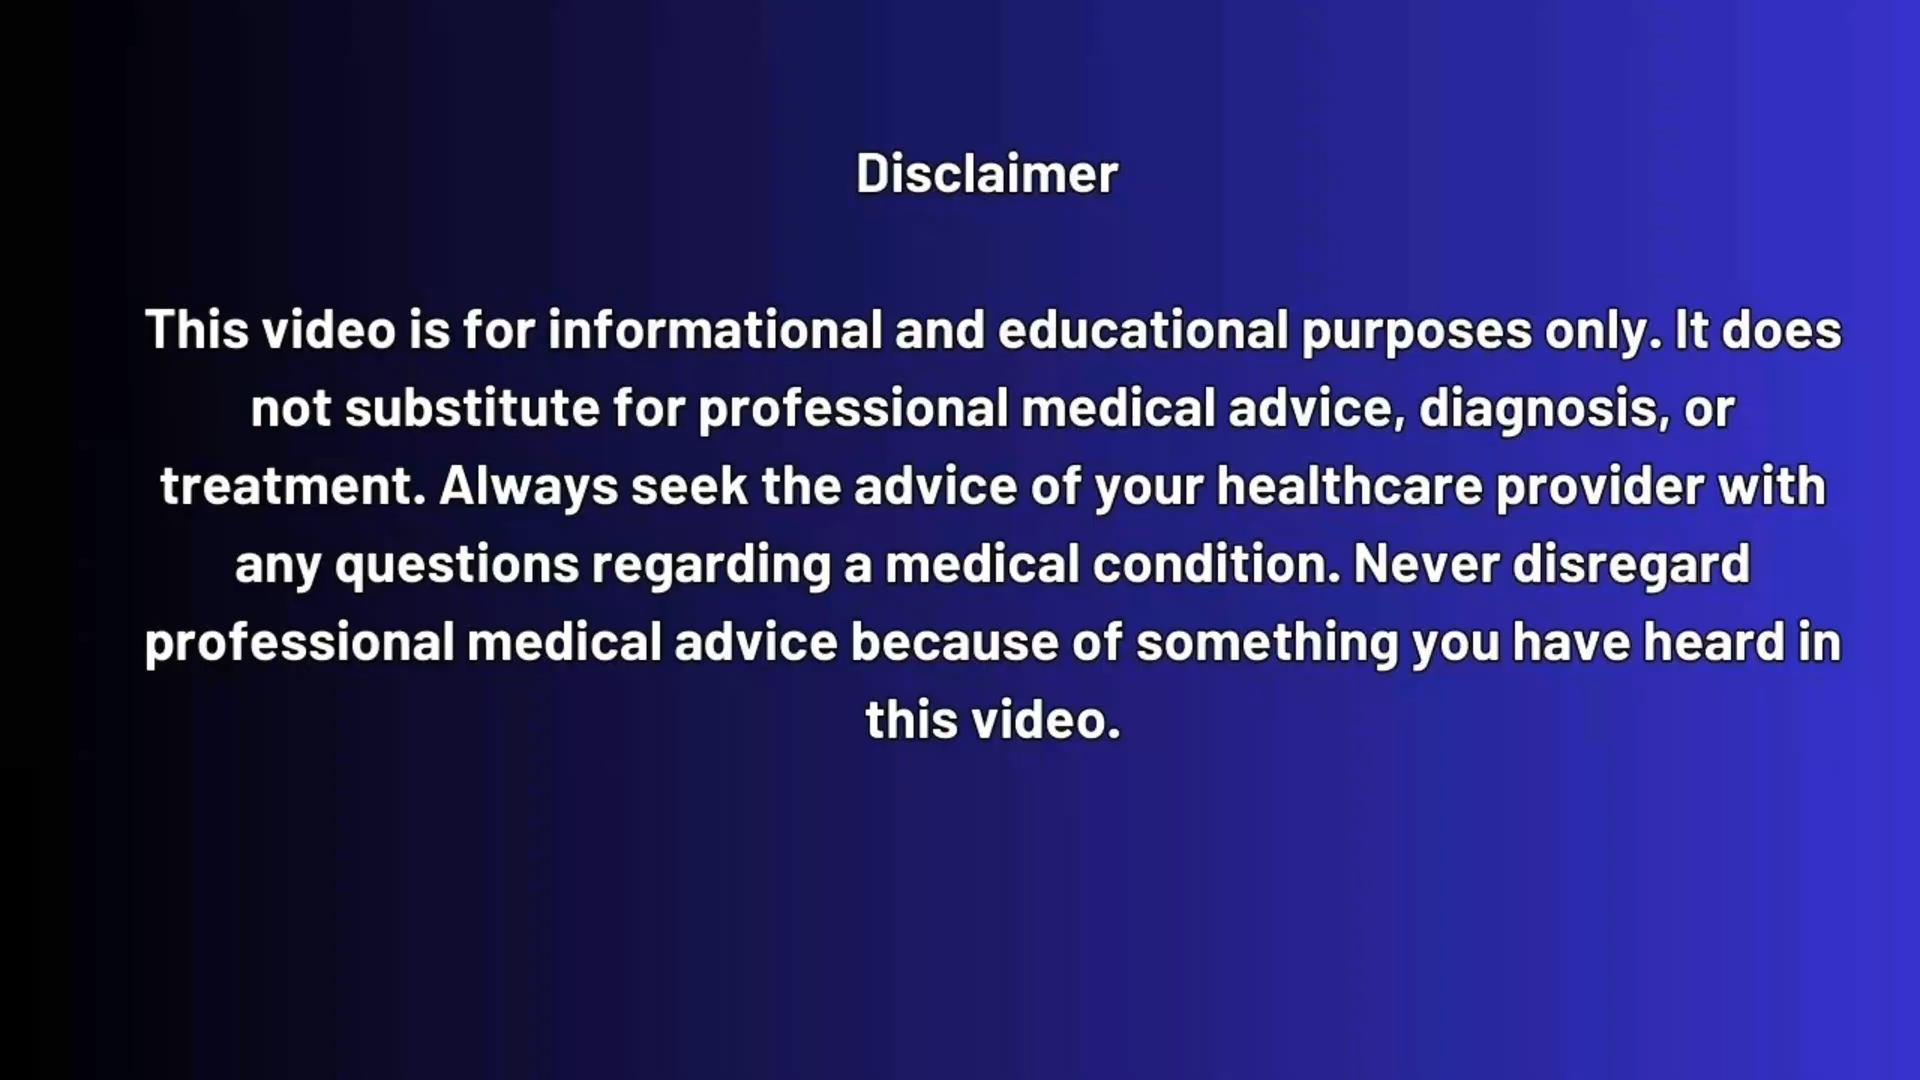 Disclaimer
This video is for informational and educational purposes only. It does
not substitute for professional medical advice, diagnosis, or
treatment. Always seek the advice of your healthcare provider with
any questions regarding a medical condition. Never disregard
professional medical advice because of something you have heard in
this video.